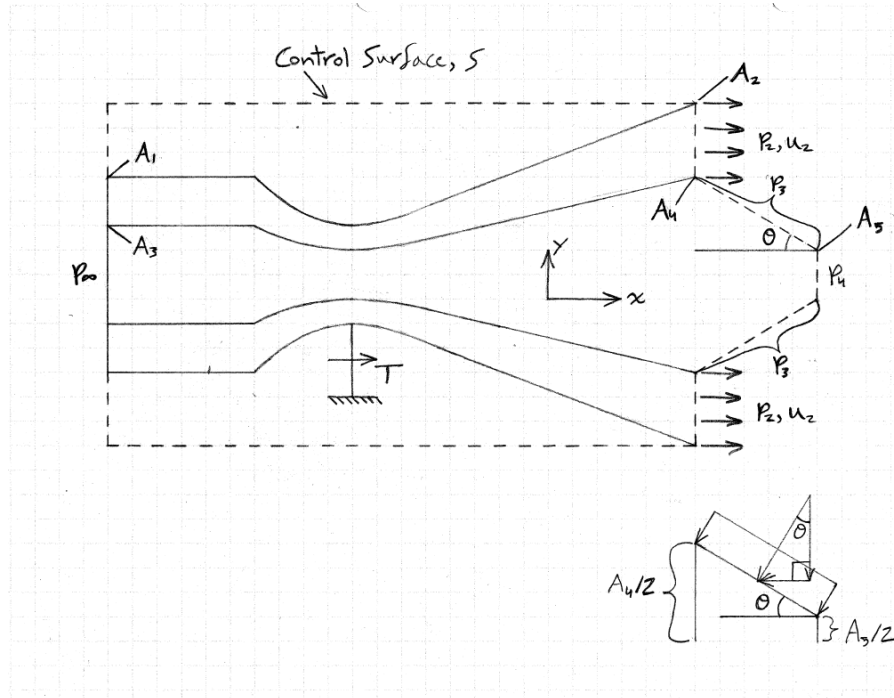 Control Surface, S
A₂
A₁
P₂, u₂
P₃
A₄
A₅
A₃
θ
P∞
y
P₄
x
P₃
T
P₂, u₂
θ
A₄/2
θ
A₅/2